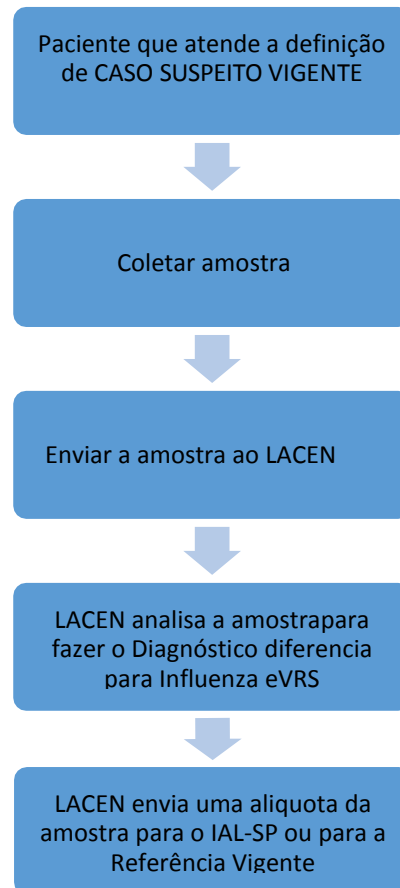 Paciente que atende a definição
de CASO SUSPEITO VIGENTE
Coletar amostra
Enviar a amostra ao LACEN
LACEN analisa a amostrapara
fazer o Diagnóstico diferencia
para Influenza eVRS
LACEN envia uma aliquota da
amostra para o IAL-SP ou para a
Referência Vigente